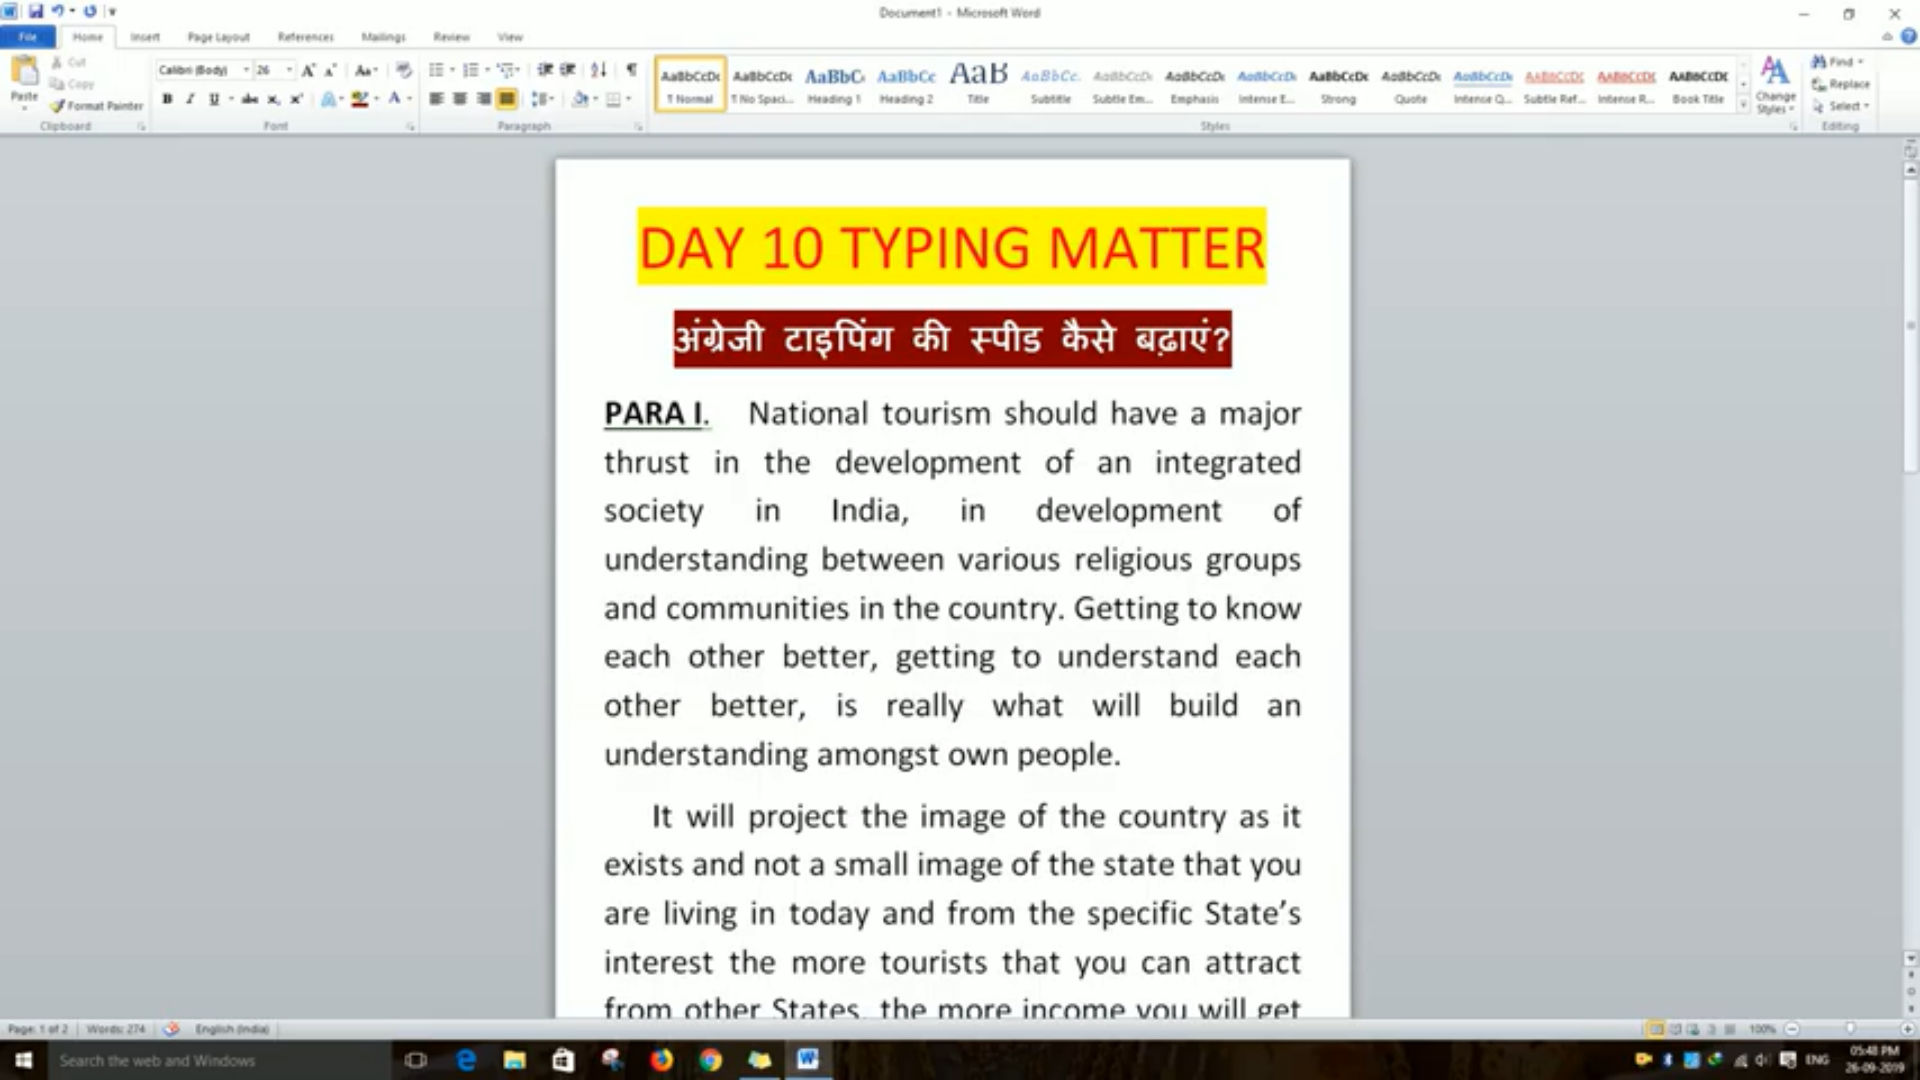 Document1 - Microsoft Word
File Home Insert Page Layout References Mailings Review View
Cut
Copy
Paste
Format Painter
Clipboard
Calibri (Body) 26
Font
Paragraph
AaBbCcDc AaBbCcDc AaBbC AaBbCc AaB AaBbCc. AaBbCcDc AaBbCcDc AaBbCcDc AaBbCcDc AaBbCcDc AaBbCcDc AaBbCcDc AaBbCcDc AaBbCcDc
¶ Normal ¶ No Spaci... Heading 1 Heading 2 Title Subtitle Subtle Em... Emphasis Intense E... Strong Quote Intense Q... Subtle Ref... Intense R... Book Title
Styles
Change
Styles
Find
Replace
Select
Editing
DAY 10 TYPING MATTER
अंग्रेजी टाइपिंग की स्पीड कैसे बढ़ाएं?
PARA I. National tourism should have a major
thrust in the development of an integrated
society in India, in development of
understanding between various religious groups
and communities in the country. Getting to know
each other better, getting to understand each
other better, is really what will build an
understanding amongst own people.
It will project the image of the country as it
exists and not a small image of the state that you
are living in today and from the specific State’s
interest the more tourists that you can attract
from other States, the more income you will get
Page: 1 of 2 Words: 274 English (India) 100%
Search the web and Windows
ENG
05:48 PM
26-09-2019